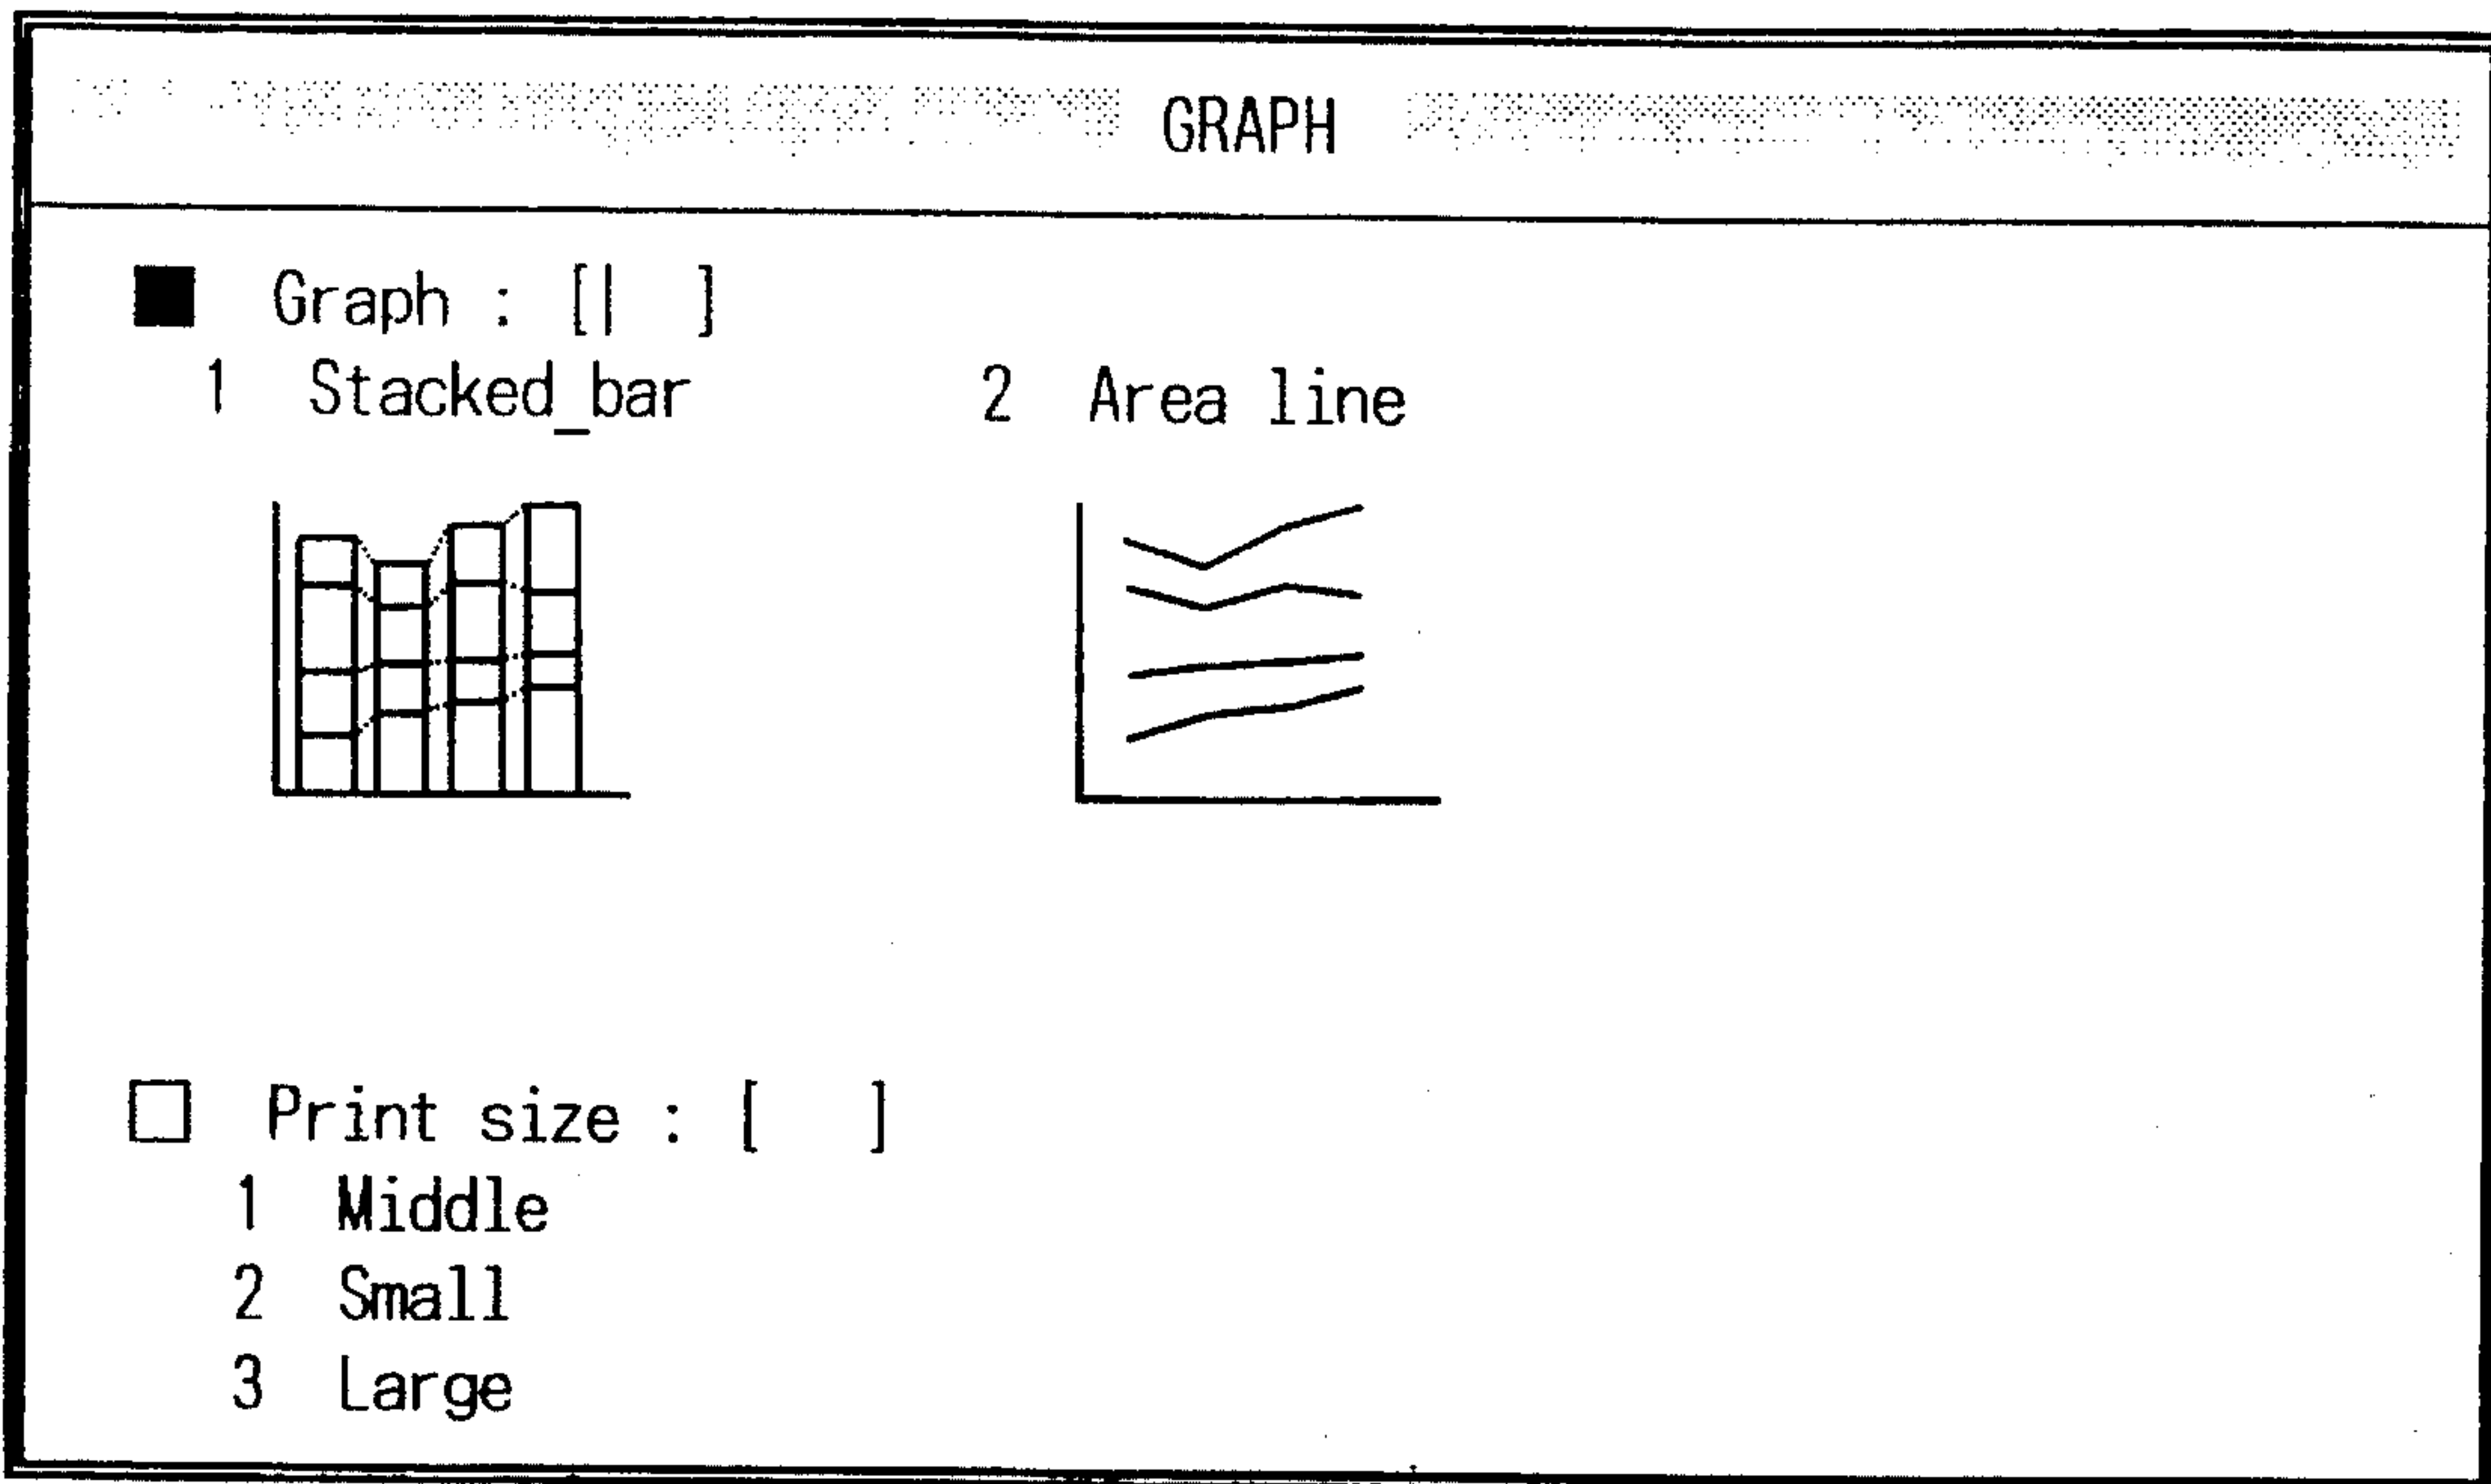 GRAPH
■ Graph : [| ]
1 Stacked_bar 2 Area line
□ Print size : [ ]
1 Middle
2 Small
3 Large